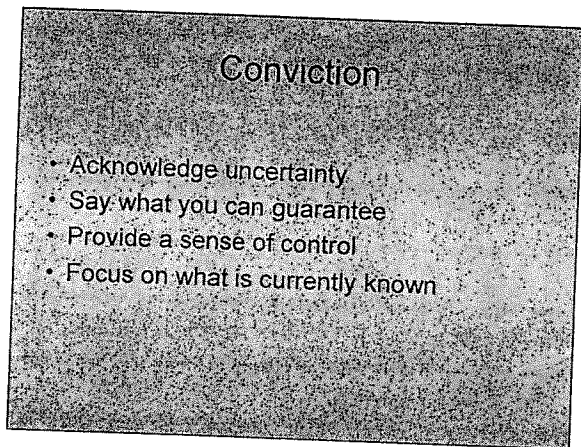 Conviction
• Acknowledge uncertainty
• Say what you can guarantee
• Provide a sense of control
• Focus on what is currently known